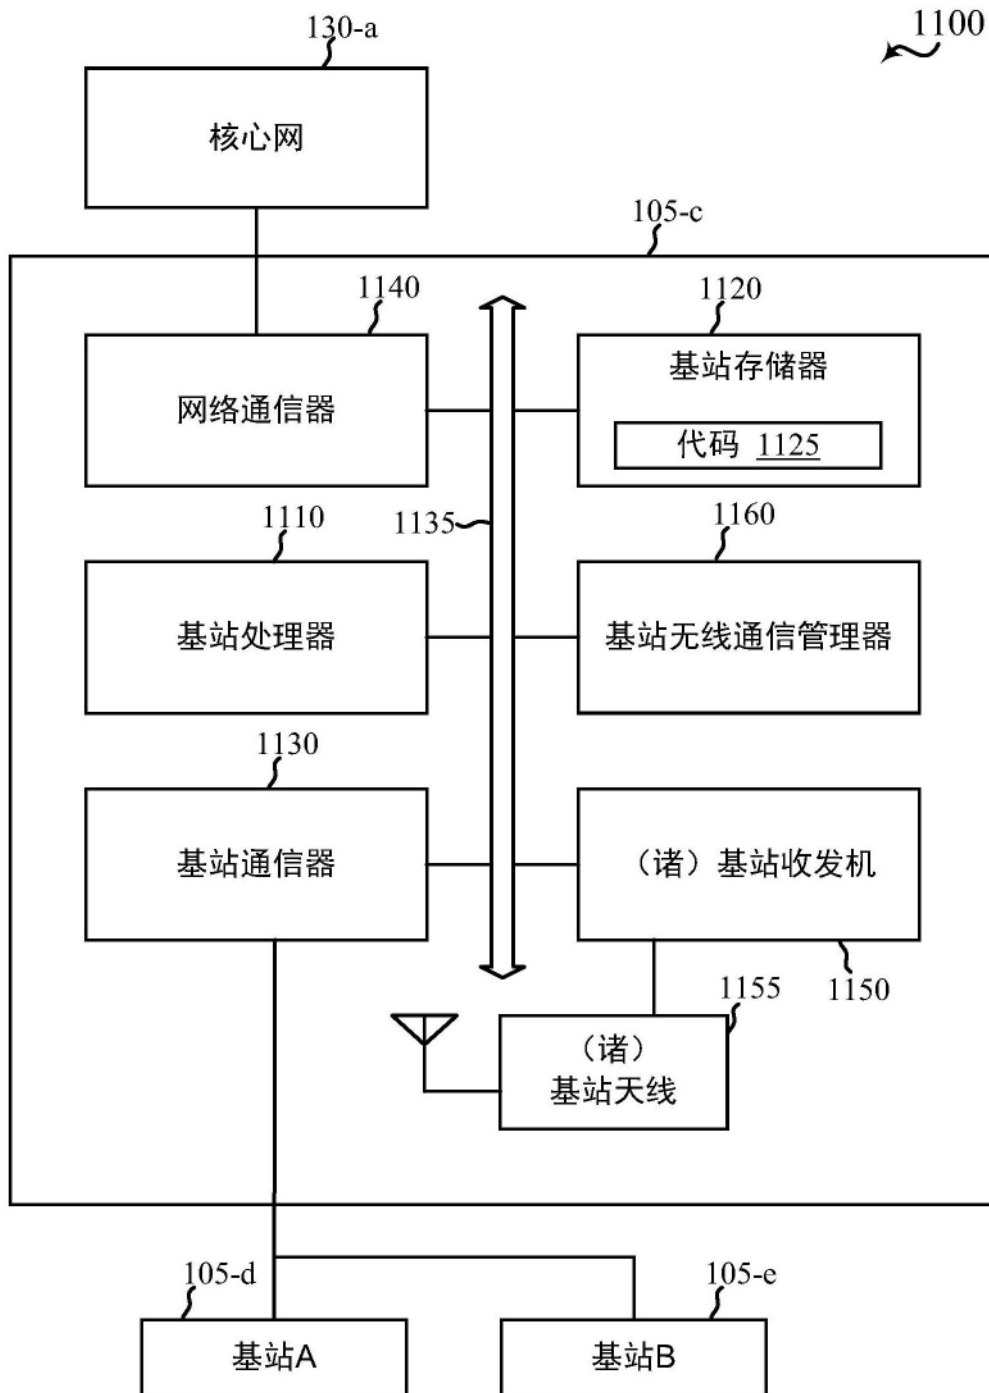 130-a
1100
核心网
105-c
1140
1120
网络通信器
基站存储器
代码 1125
1110
1135
1160
基站处理器
基站无线通信管理器
1130
基站通信器
（诸）基站收发机
1155
1150
（诸）
基站天线
105-d
105-e
基站A
基站B